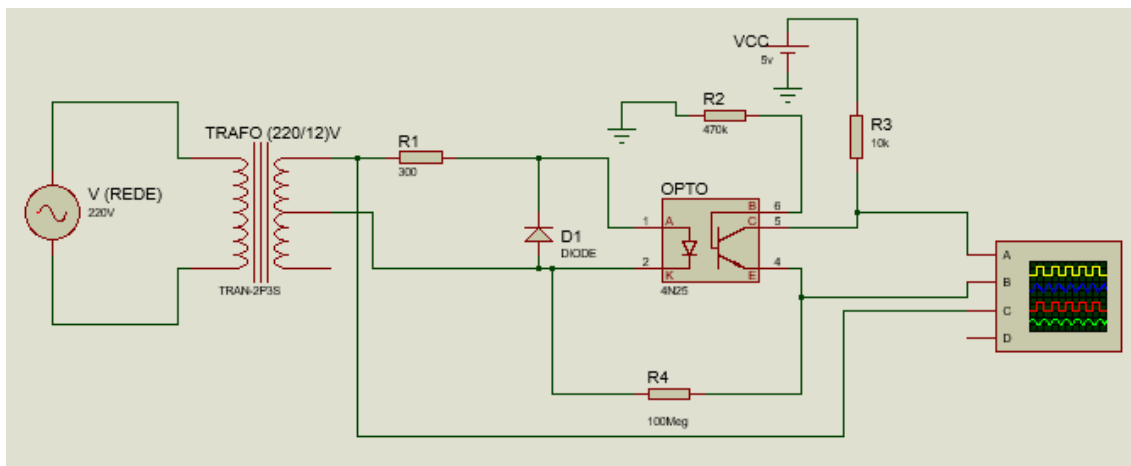 VCC
5v
R2
470k
R3
10k
TRAFO (220/12)V
R1
300
V (REDE)
220V
OPTO
1
2
A
K
B
C
E
6
5
4
4N25
D1
DIODE
TRAN-2P3S
A
B
C
D
R4
100Meg